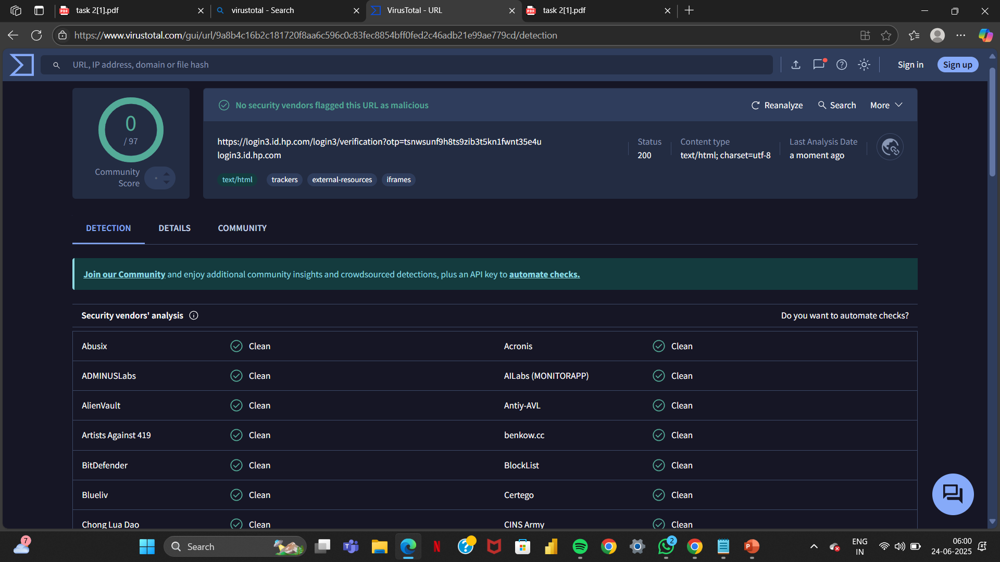 task 2[1].pdf
virustotal - Search
VirusTotal - URL
task 2[1].pdf
https://www.virustotal.com/gui/url/9a8b4c16b2c181720f8aa6c596c0c83fec8854bff0fed2c46adb21e99ae779cd/detection
URL, IP address, domain or file hash
Sign in
Sign up
0
/ 97
Community
Score
No security vendors flagged this URL as malicious
Reanalyze
Search
More
https://login3.id.hp.com/login3/verification?otp=tsnwsunf9h8ts9zib3t5kn1fwnt35e4u
login3.id.hp.com
Status
200
Content type
text/html; charset=utf-8
Last Analysis Date
a moment ago
text/html
trackers
external-resources
iframes
DETECTION
DETAILS
COMMUNITY
Join our Community and enjoy additional community insights and crowdsourced detections, plus an API key to automate checks.
Security vendors' analysis
Do you want to automate checks?
Abusix Clean Acronis Clean
ADMINUSLabs Clean AILabs (MONITORAPP) Clean
AlienVault Clean Antiy-AVL Clean
Artists Against 419 Clean benkow.cc Clean
BitDefender Clean BlockList Clean
Blueliv Clean Certego Clean
Chong Lua Dao Clean CINS Army Clean
7
Search
2
ENG
IN
06:00
24-06-2025